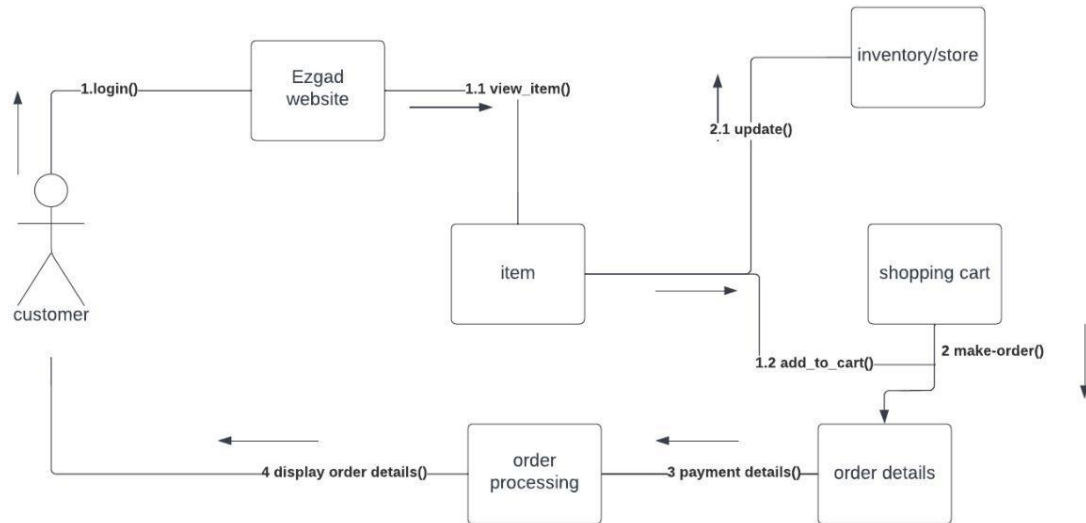 inventory/store
Ezgad
website
1.login()
1.1 view_item()
2.1 update()
item
shopping cart
customer
2 make-order()
1.2 add_to_cart()
order
processing
order details
4 display order details()
3 payment details()